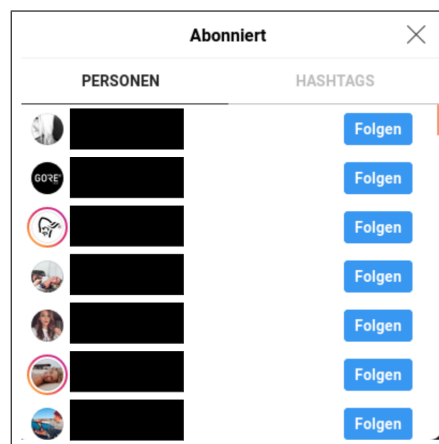 Abonniert
PERSONEN HASHTAGS
Folgen
GORE Folgen
Folgen
Folgen
Folgen
Folgen
Folgen